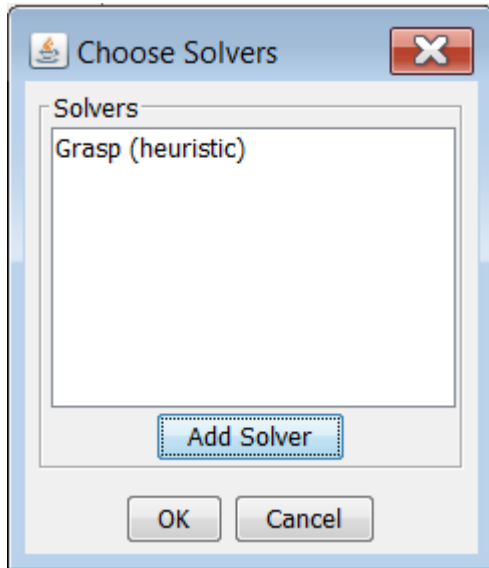 Choose Solvers
Solvers
Grasp (heuristic)
Add Solver
OK Cancel